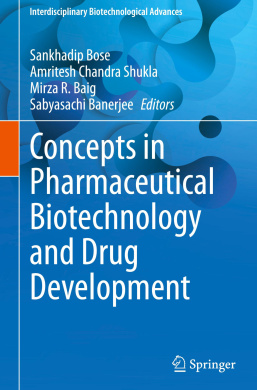 Interdisciplinary Biotechnological Advances
Sankhadip Bose
Amritesh Chandra Shukla
Mirza R. Baig
Sabyasachi Banerjee Editors
Concepts in
Pharmaceutical
Biotechnology
and Drug
Development
Springer